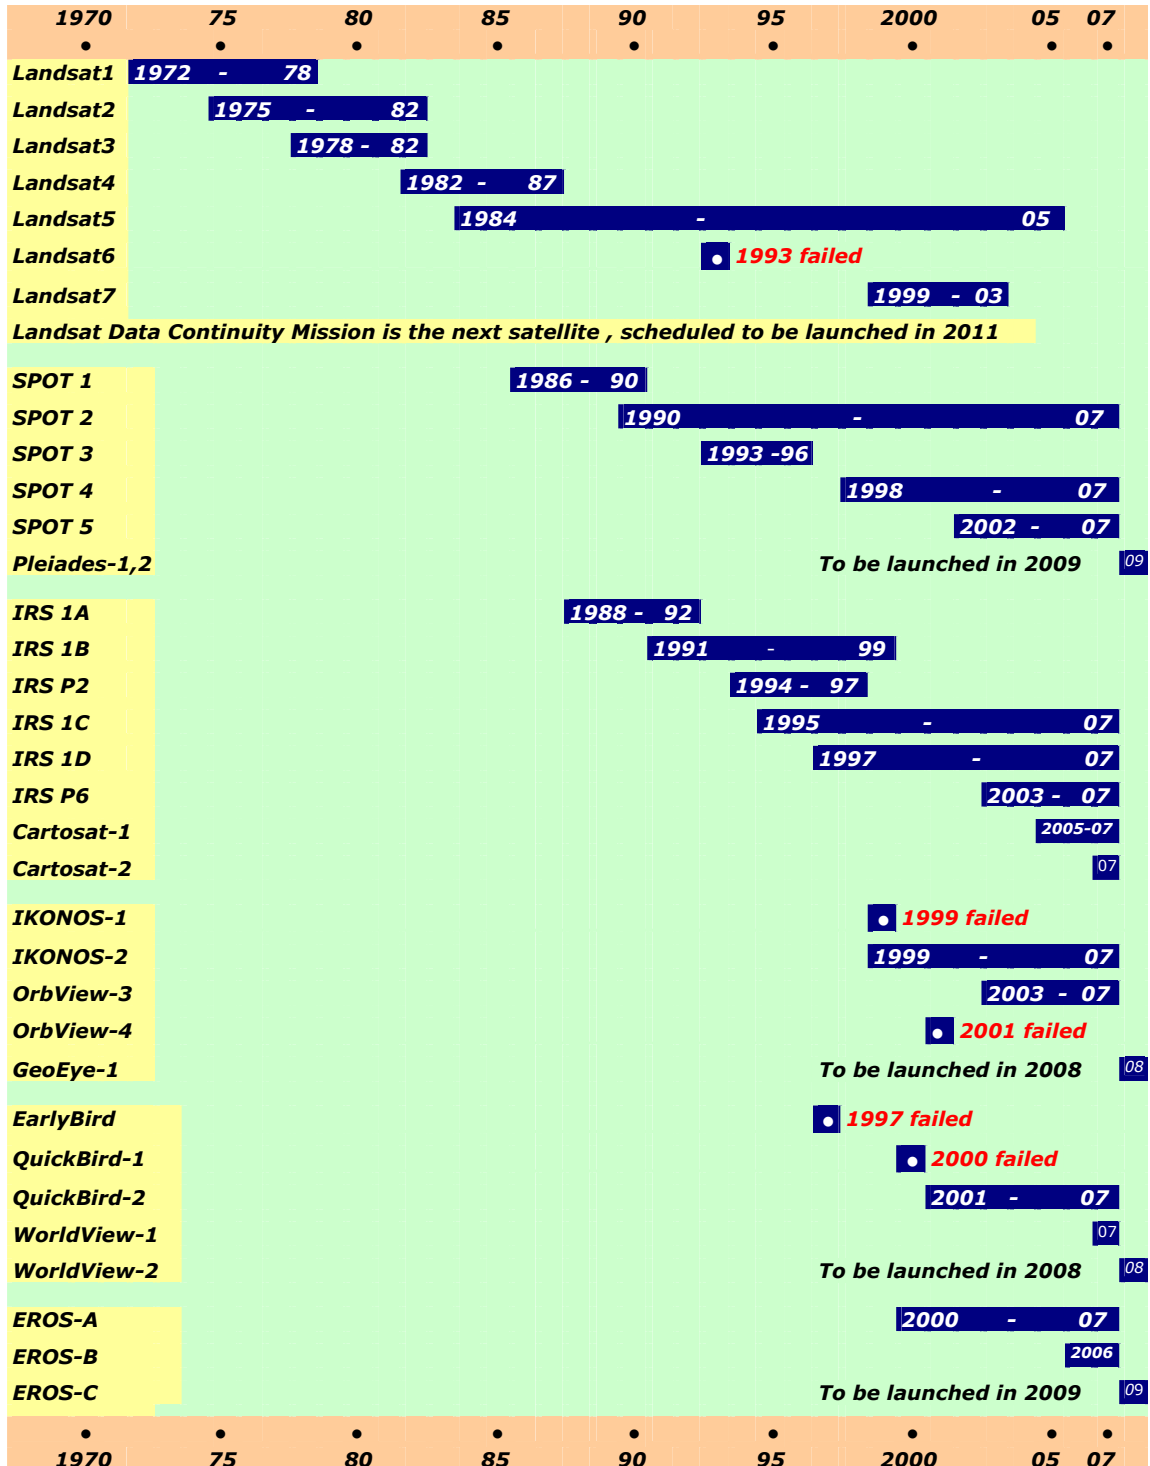 1970 75 80 85 90 95 2000 05 07
Landsat1 1972 - 78
Landsat2 1975 - 82
Landsat3 1978 - 82
Landsat4 1982 - 87
Landsat5 1984 - 05
Landsat6 1993 failed
Landsat7 1999 - 03
Landsat Data Continuity Mission is the next satellite , scheduled to be launched in 2011
SPOT 1 1986 - 90
SPOT 2 1990 - 07
SPOT 3 1993 -96
SPOT 4 1998 - 07
SPOT 5 2002 - 07
Pleiades-1,2 To be launched in 2009 09
IRS 1A 1988 - 92
IRS 1B 1991 - 99
IRS P2 1994 - 97
IRS 1C 1995 - 07
IRS 1D 1997 - 07
IRS P6 2003 - 07
Cartosat-1 2005-07
Cartosat-2 07
IKONOS-1 1999 failed
IKONOS-2 1999 - 07
OrbView-3 2003 - 07
OrbView-4 2001 failed
GeoEye-1 To be launched in 2008 08
EarlyBird 1997 failed
QuickBird-1 2000 failed
QuickBird-2 2001 - 07
WorldView-1 07
WorldView-2 To be launched in 2008 08
EROS-A 2000 - 07
EROS-B 2006
EROS-C To be launched in 2009 09
1970 75 80 85 90 95 2000 05 07